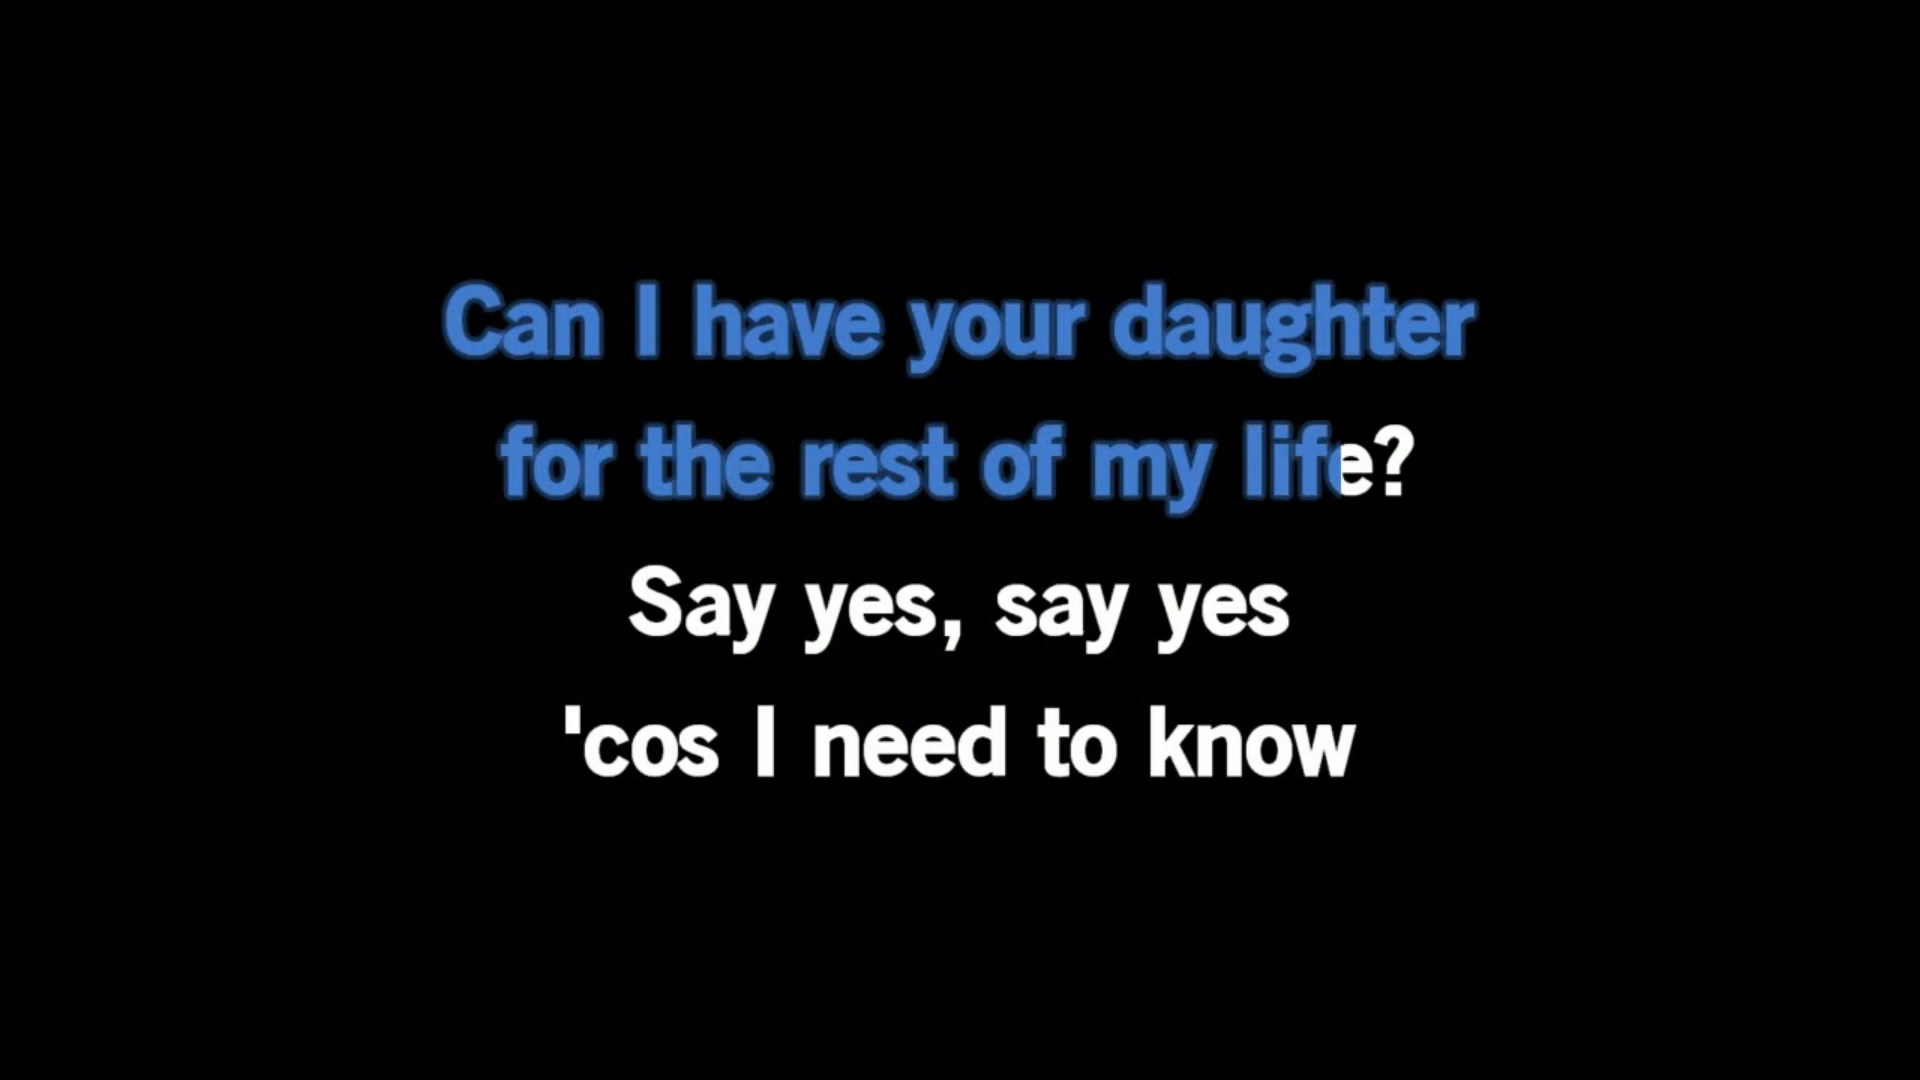 Can I have your daughter
for the rest of my life?
Say yes, say yes
'cos I need to know